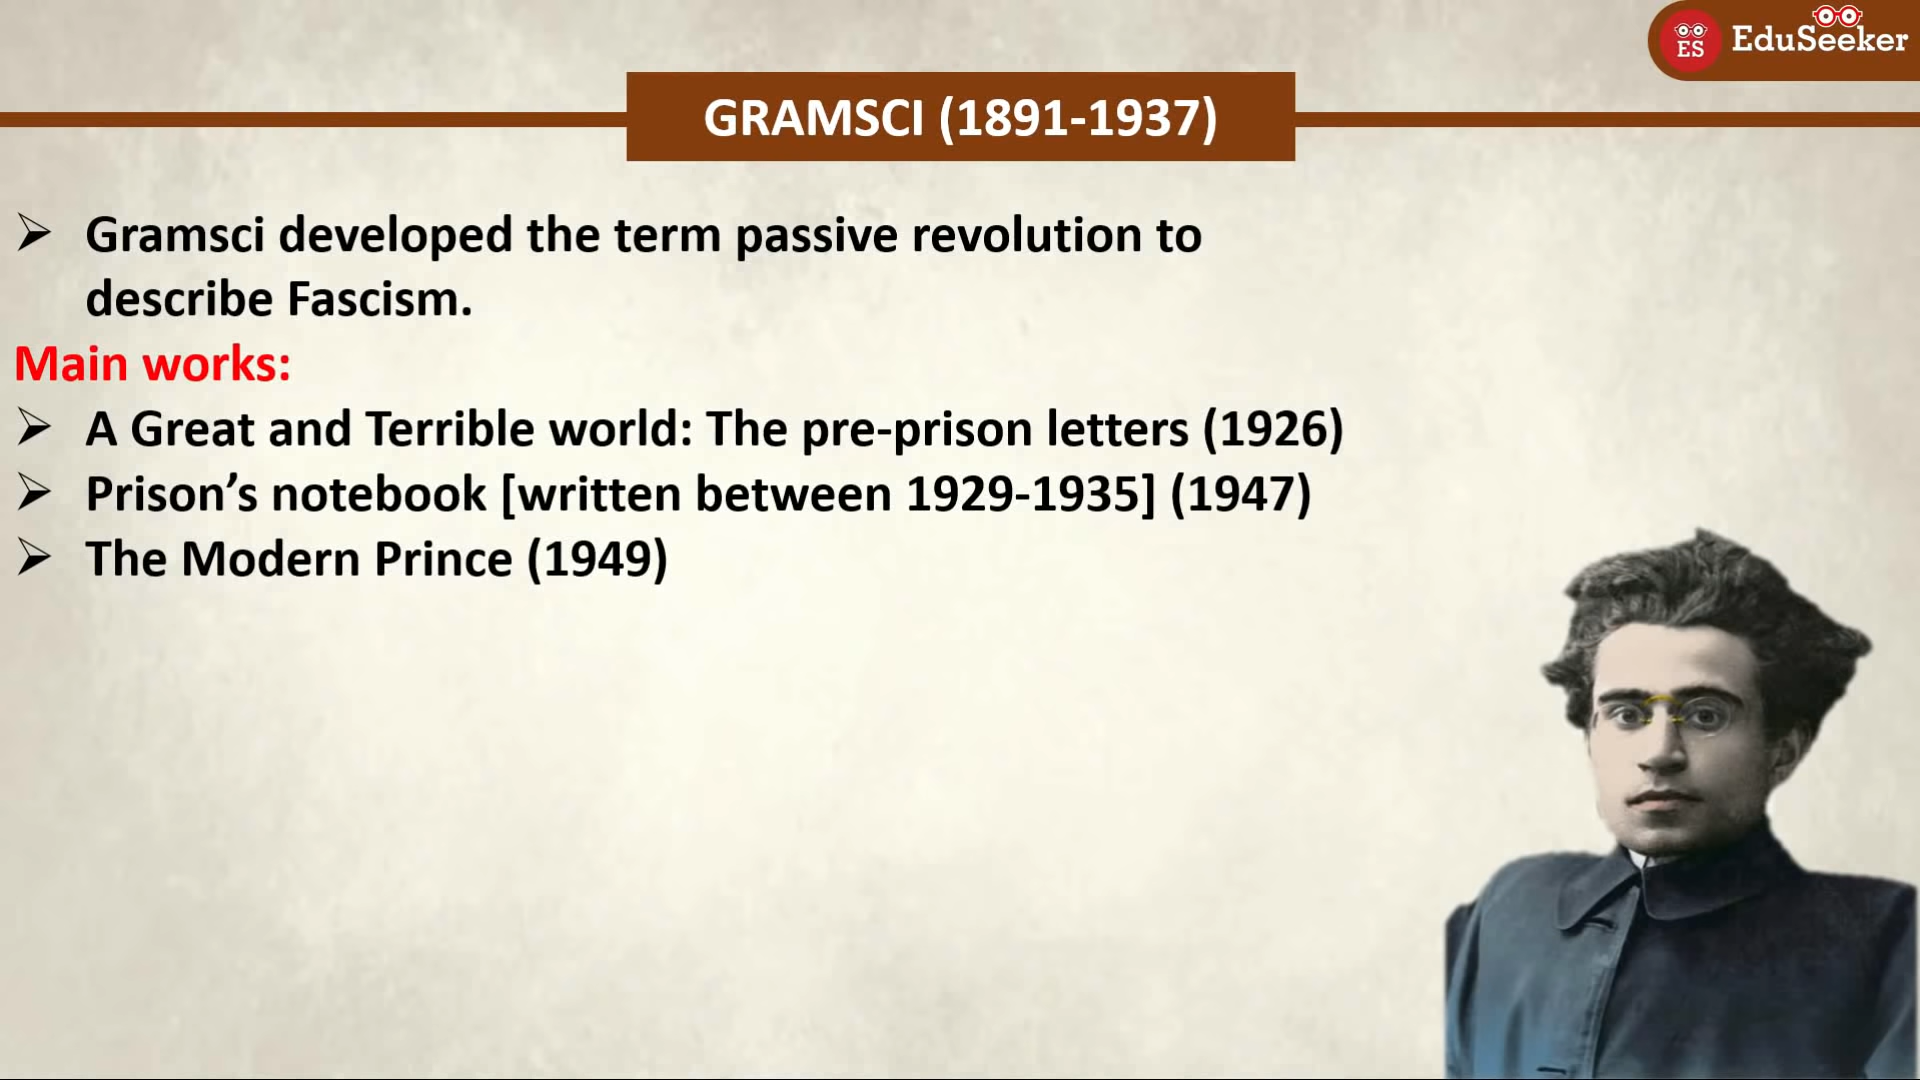 ES EduSeeker
GRAMSCI (1891-1937)
➢ Gramsci developed the term passive revolution to
describe Fascism.
Main works:
➢ A Great and Terrible world: The pre-prison letters (1926)
➢ Prison’s notebook [written between 1929-1935] (1947)
➢ The Modern Prince (1949)